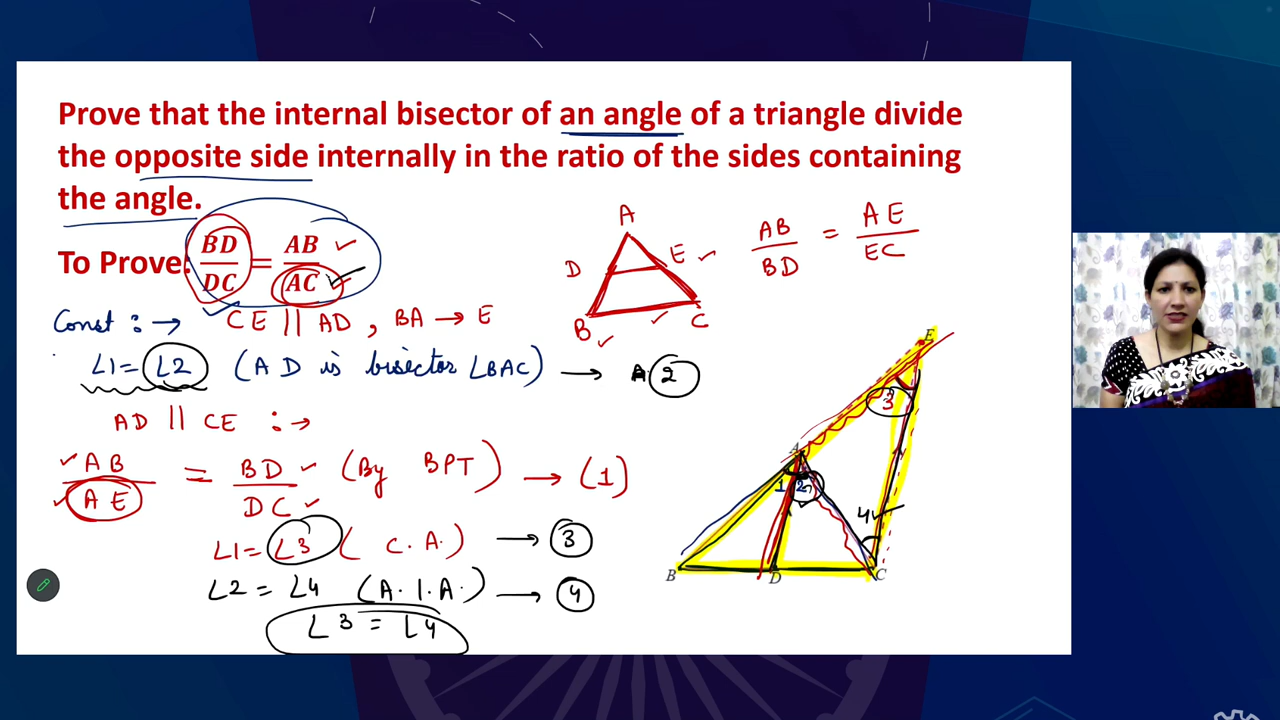 Prove that the internal bisector of an angle of a triangle divide
the opposite side internally in the ratio of the sides containing
the angle.
To Prove: BD/DC = AB/AC
Const :→ CE || AD, BA → E
∠1=∠2 (AD is bisector ∠BAC) → 2
AD || CE :→
AB/AE = BD/DC (By BPT) → (1)
∠1=∠3 (C.A.) → 3
∠2=∠4 (A.I.A.) → 4
∠3=∠4
A
D E
B C
AB/BD = AE/EC
E
3
A
1 2
4
B D C